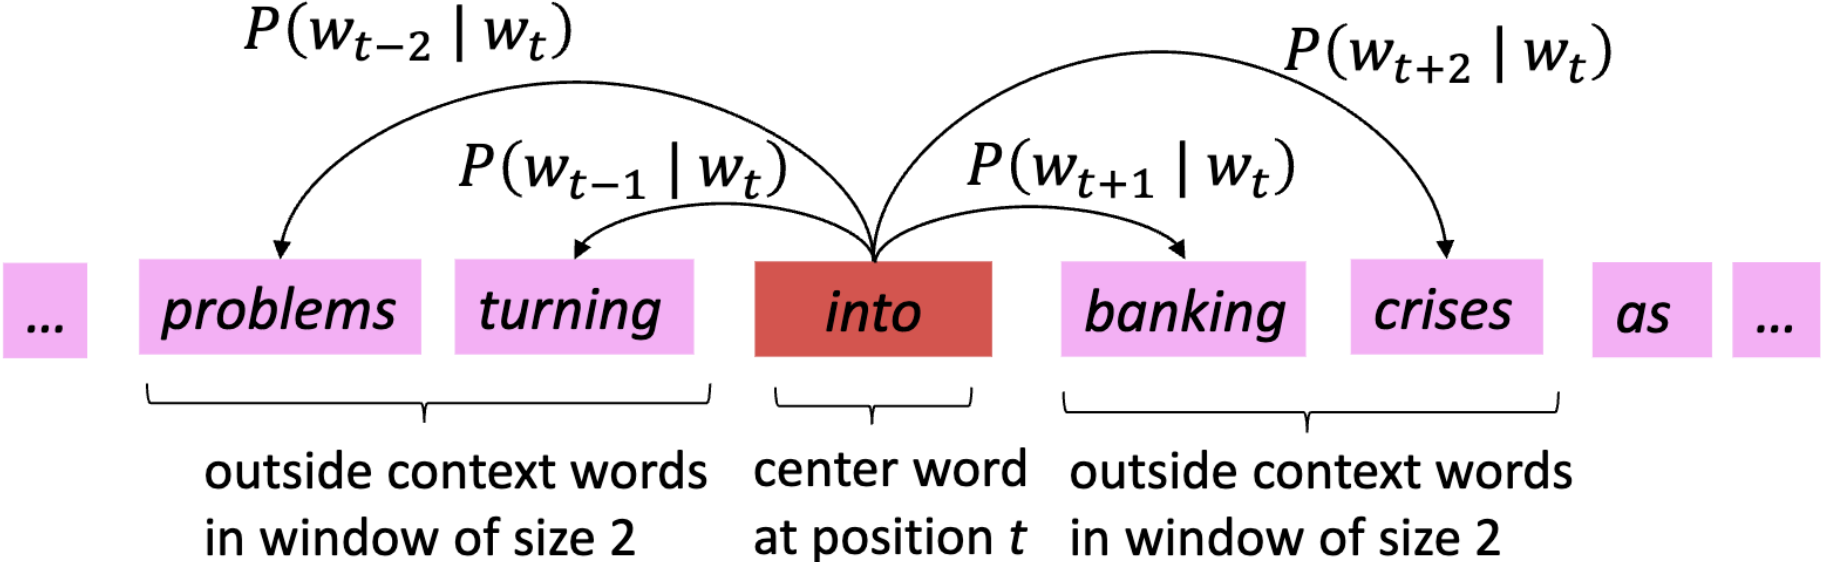 P(w_{t−2} | w_t)
P(w_{t+2} | w_t)
P(w_{t−1} | w_t)
P(w_{t+1} | w_t)
... problems turning into banking crises as ...
outside context words
in window of size 2
center word
at position t
outside context words
in window of size 2